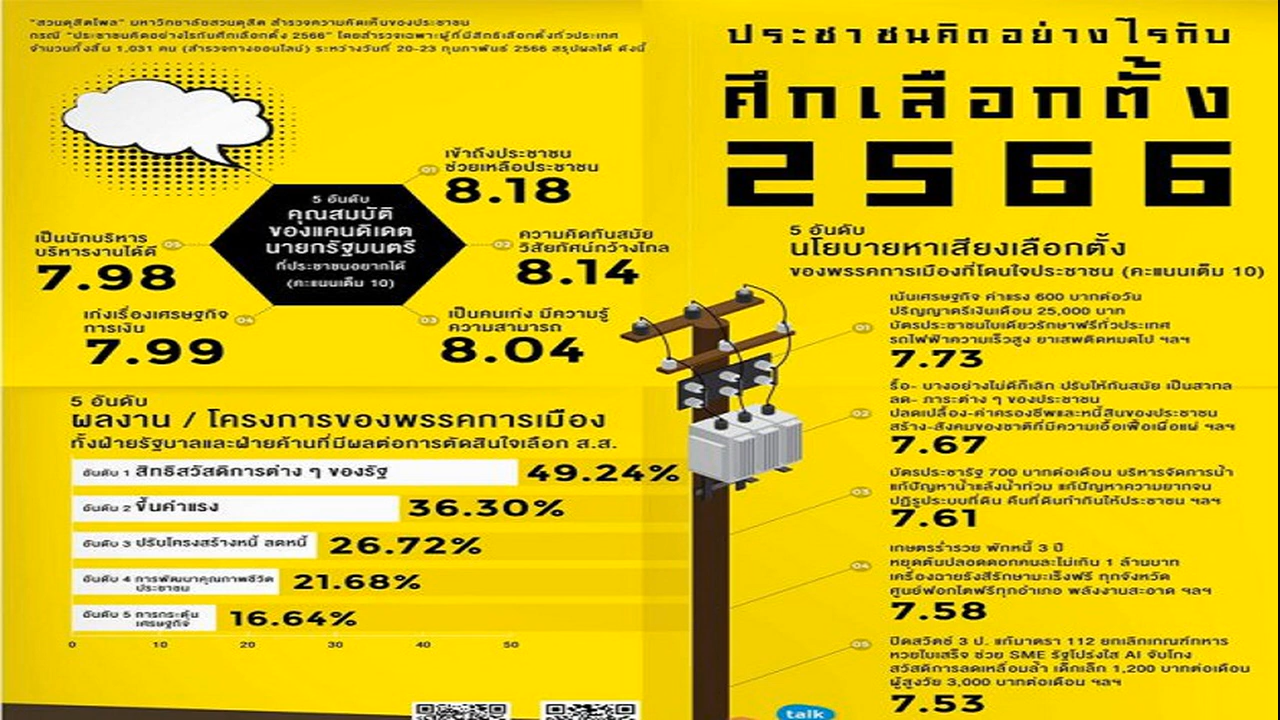 "สวนดุสิตโพล" มหาวิทยาลัยสวนดุสิต สำรวจความคิดเห็นของประชาชน
กรณี "ประชาชนคิดอย่างไรกับศึกเลือกตั้ง 2566" โดยสำรวจเฉพาะผู้ที่มีสิทธิเลือกตั้งทั่วประเทศ
จำนวนทั้งสิ้น 1,031 คน (สำรวจทางออนไลน์) ระหว่างวันที่ 20-23 กุมภาพันธ์ 2566 สรุปผลได้ ดังนี้
ประชาชนคิดอย่างไรกับ
ศึกเลือกตั้ง
2566
5 อันดับ
คุณสมบัติ
ของแคนดิเดต
นายกรัฐมนตรี
ที่ประชาชนอยากได้
(คะแนนเต็ม 10)
01
เข้าถึงประชาชน
ช่วยเหลือประชาชน
8.18
02
ความคิดทันสมัย
วิสัยทัศน์กว้างไกล
8.14
03
เป็นคนเก่ง มีความรู้
ความสามารถ
8.04
04
เก่งเรื่องเศรษฐกิจ
การเงิน
7.99
05
เป็นนักบริหาร
บริหารงานได้ดี
7.98
5 อันดับ
ผลงาน / โครงการของพรรคการเมือง
ทั้งฝ่ายรัฐบาลและฝ่ายค้านที่มีผลต่อการตัดสินใจเลือก ส.ส.
อันดับ 1 สิทธิสวัสดิการต่าง ๆ ของรัฐ 49.24%
อันดับ 2 ขึ้นค่าแรง 36.30%
อันดับ 3 ปรับโครงสร้างหนี้ ลดหนี้ 26.72%
อันดับ 4 การพัฒนาคุณภาพชีวิต
ประชาชน
21.68%
อันดับ 5 การกระตุ้น
เศรษฐกิจ
16.64%
0 10 20 30 40 50
5 อันดับ
นโยบายหาเสียงเลือกตั้ง
ของพรรคการเมืองที่โดนใจประชาชน (คะแนนเต็ม 10)
01
เน้นเศรษฐกิจ ค่าแรง 600 บาทต่อวัน
ปริญญาตรีเงินเดือน 25,000 บาท
บัตรประชาชนใบเดียวรักษาฟรีทั่วประเทศ
รถไฟฟ้าความเร็วสูง ยาเสพติดหมดไป ฯลฯ
7.73
02
รื้อ- บางอย่างไม่ดีก็เลิก ปรับให้ทันสมัย เป็นสากล
ลด- ภาระต่าง ๆ ของประชาชน
ปลดเปลื้อง-ค่าครองชีพและหนี้สินของประชาชน
สร้าง-สังคมของชาติที่มีความเอื้อเฟื้อเผื่อแผ่ ฯลฯ
7.67
03
บัตรประชารัฐ 700 บาทต่อเดือน บริหารจัดการน้ำ
แก้ปัญหาน้ำแล้งน้ำท่วม แก้ปัญหาความยากจน
ปฏิรูประบบที่ดิน คืนที่ดินทำกินให้ประชาชน ฯลฯ
7.61
04
เกษตรร่ำรวย พักหนี้ 3 ปี
หยุดต้นปลอดดอกคนละไม่เกิน 1 ล้านบาท
เครื่องฉายรังสีรักษามะเร็งฟรี ทุกจังหวัด
ศูนย์ฟอกไตฟรีทุกอำเภอ พลังงานสะอาด ฯลฯ
7.58
05
ปิดสวิตช์ 3 ป. แก้มาตรา 112 ยกเลิกเกณฑ์ทหาร
หวยใบเสร็จ ช่วย SME รัฐโปร่งใส AI จับโกง
สวัสดิการลดเหลื่อมล้ำ เด็กเล็ก 1,200 บาทต่อเดือน
ผู้สูงวัย 3,000 บาทต่อเดือน ฯลฯ
7.53
talk